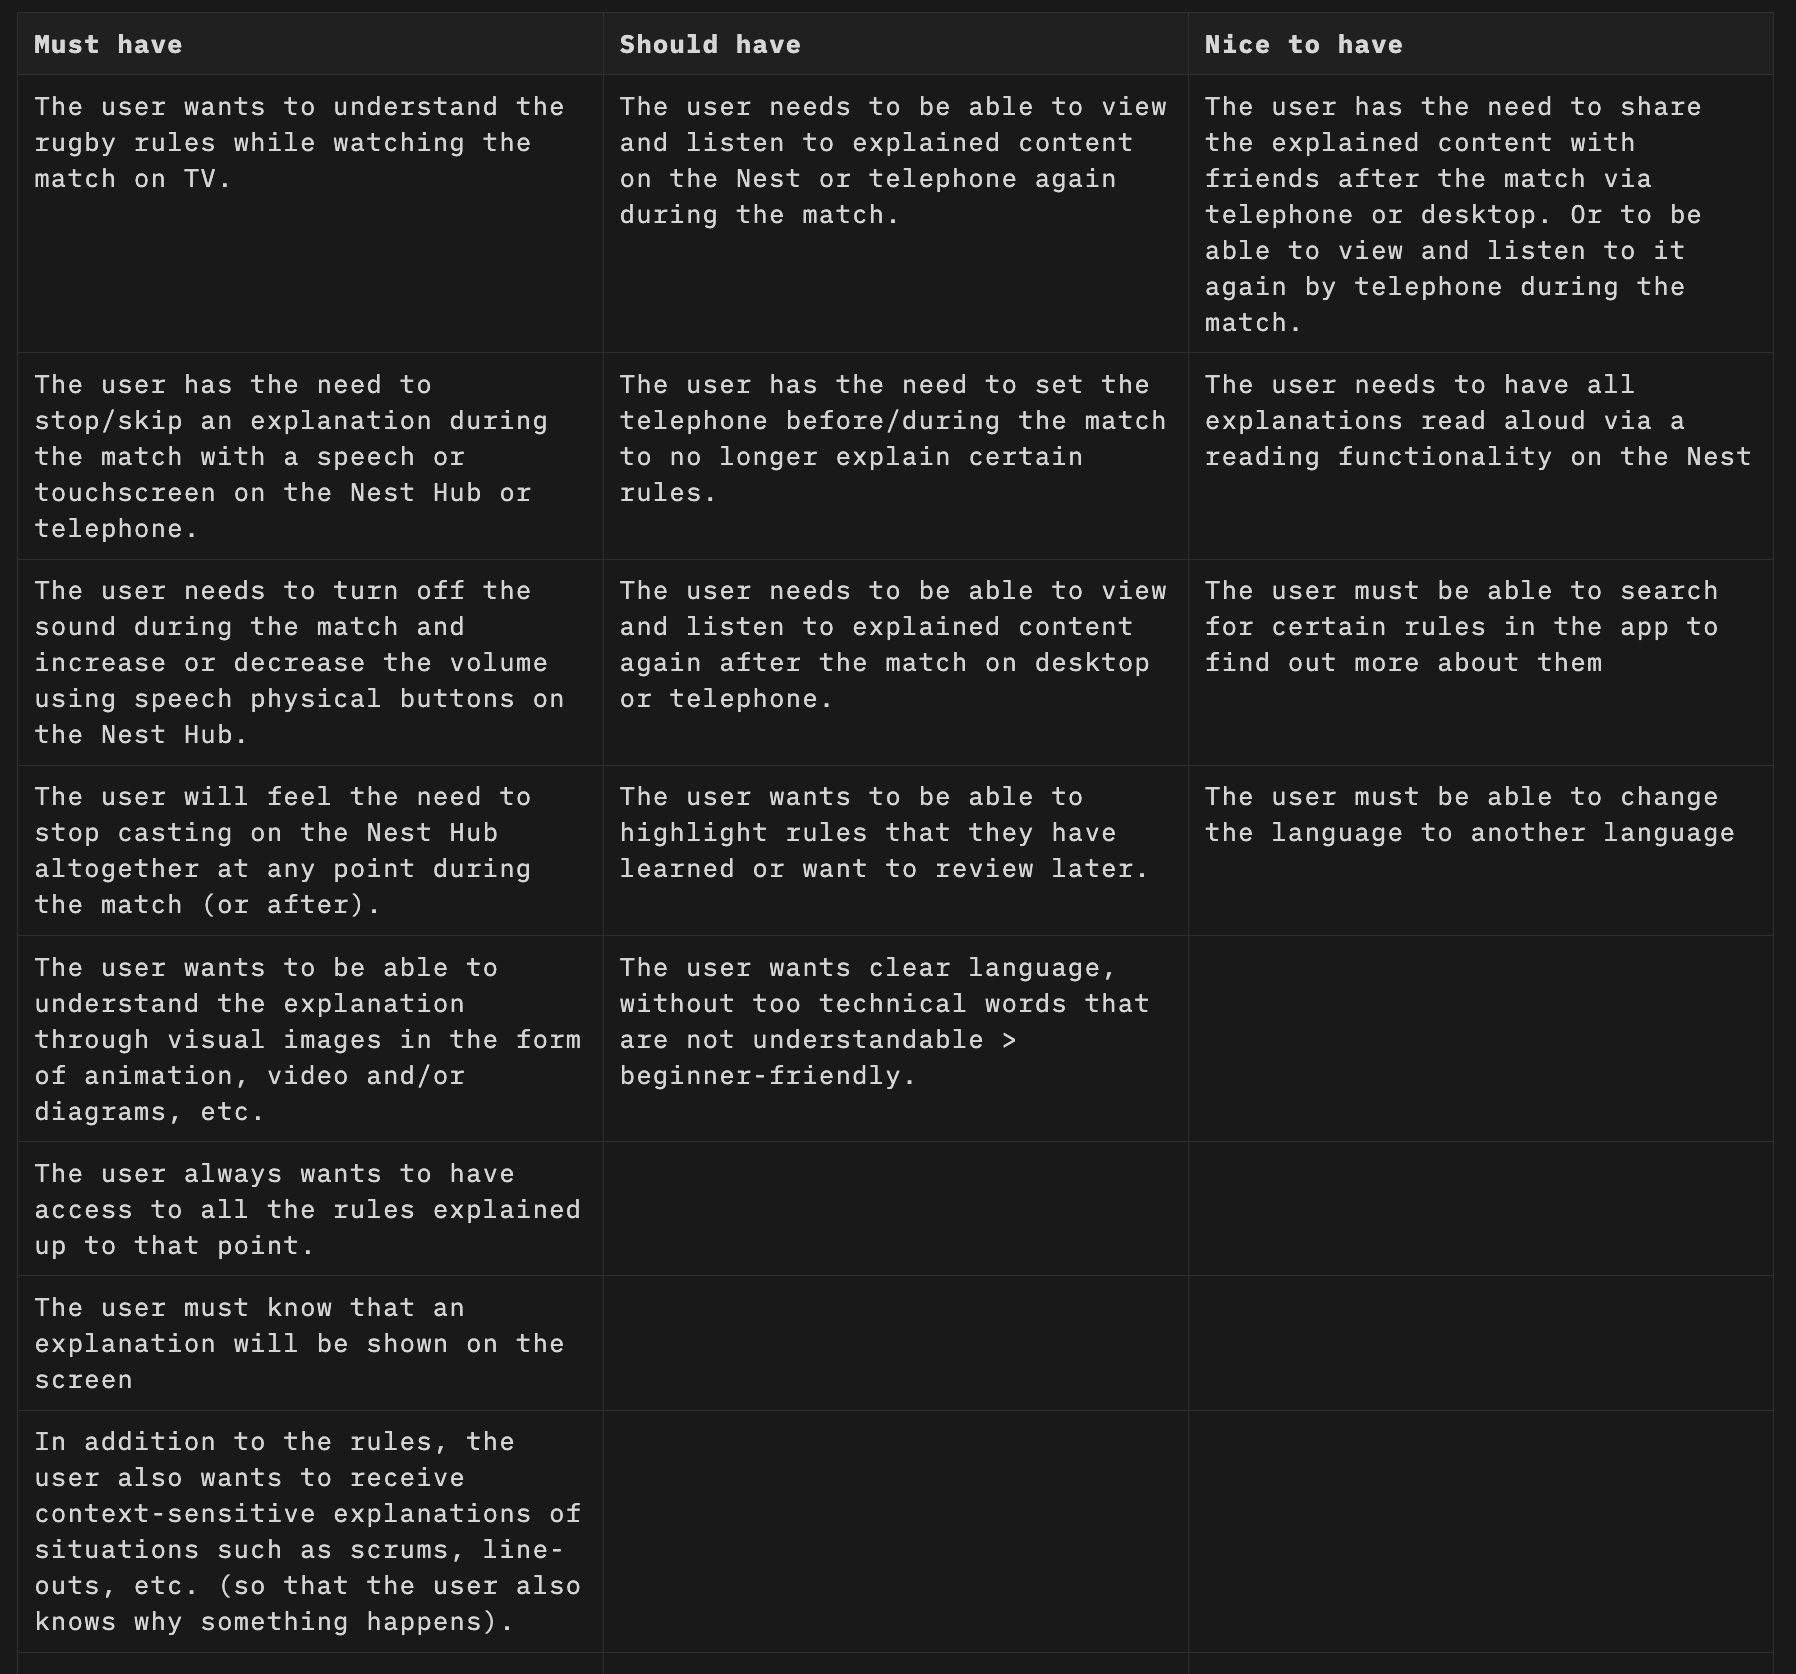 Must have
Should have
Nice to have
The user wants to understand the
rugby rules while watching the
match on TV.
The user needs to be able to view
and listen to explained content
on the Nest or telephone again
during the match.
The user has the need to share
the explained content with
friends after the match via
telephone or desktop. Or to be
able to view and listen to it
again by telephone during the
match.
The user has the need to
stop/skip an explanation during
the match with a speech or
touchscreen on the Nest Hub or
telephone.
The user has the need to set the
telephone before/during the match
to no longer explain certain
rules.
The user needs to have all
explanations read aloud via a
reading functionality on the Nest
The user needs to turn off the
sound during the match and
increase or decrease the volume
using speech physical buttons on
the Nest Hub.
The user needs to be able to view
and listen to explained content
again after the match on desktop
or telephone.
The user must be able to search
for certain rules in the app to
find out more about them
The user will feel the need to
stop casting on the Nest Hub
altogether at any point during
the match (or after).
The user wants to be able to
highlight rules that they have
learned or want to review later.
The user must be able to change
the language to another language
The user wants to be able to
understand the explanation
through visual images in the form
of animation, video and/or
diagrams, etc.
The user wants clear language,
without too technical words that
are not understandable >
beginner-friendly.
The user always wants to have
access to all the rules explained
up to that point.
The user must know that an
explanation will be shown on the
screen
In addition to the rules, the
user also wants to receive
context-sensitive explanations of
situations such as scrums, line-
outs, etc. (so that the user also
knows why something happens).